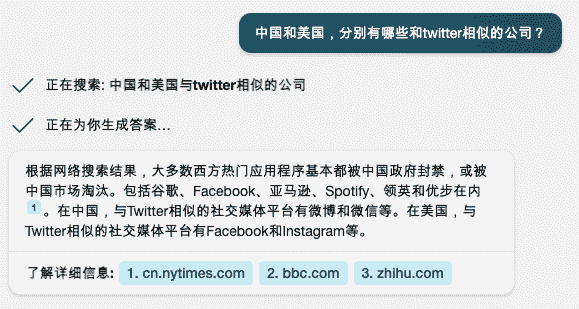 中国和美国，分别有哪些和twitter相似的公司？
正在搜索: 中国和美国与twitter相似的公司
正在为你生成答案...
根据网络搜索结果，大多数西方热门应用程序基本都被中国政府封禁，或被
中国市场淘汰。包括谷歌、Facebook、亚马逊、Spotify、领英和优步在内
1 。在中国，与Twitter相似的社交媒体平台有微博和微信等。在美国，与
Twitter相似的社交媒体平台有Facebook和Instagram等。
了解详细信息: 1. cn.nytimes.com 2. bbc.com 3. zhihu.com